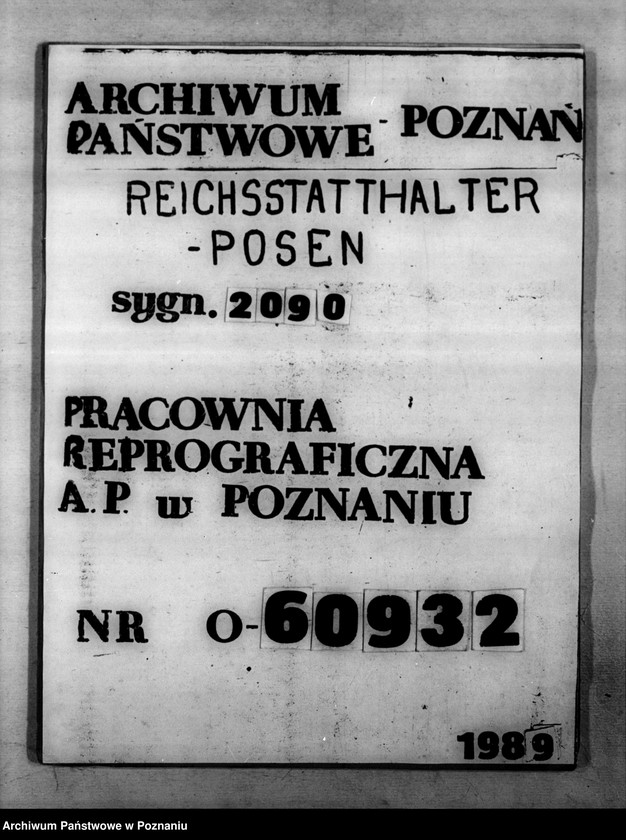 ARCHIWUM
PAŃSTWOWE - POZNAŃ
REICHSSTATTHALTER
-POSEN
sygn. 2090
PRACOWNIA
REPROGRAFICZNA
A.P. w POZNANIU
NR O-60932
1989
Archiwum Państwowe w Poznaniu